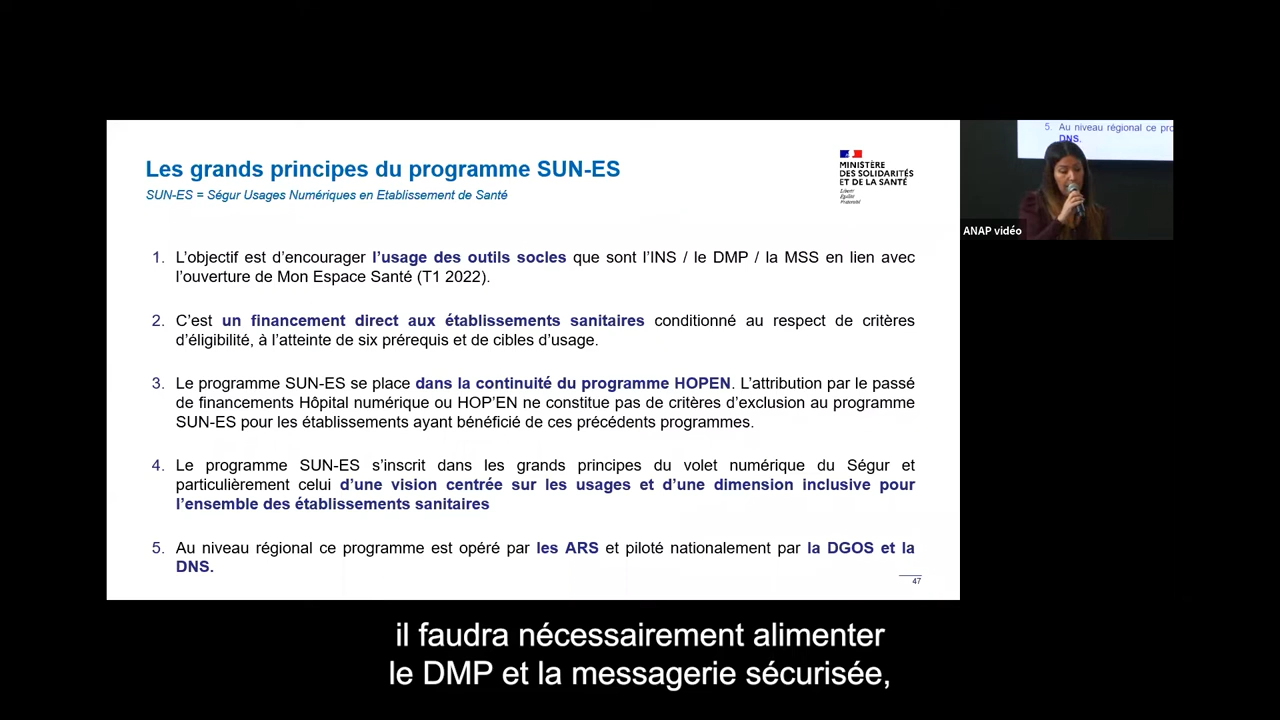 Les grands principes du programme SUN-ES
SUN-ES = Ségur Usages Numériques en Etablissement de Santé
MINISTÈRE
DES SOLIDARITÉS
ET DE LA SANTÉ
Liberté
Égalité
Fraternité
1. L’objectif est d’encourager l’usage des outils socles que sont l’INS / le DMP / la MSS en lien avec
l’ouverture de Mon Espace Santé (T1 2022).
2. C’est un financement direct aux établissements sanitaires conditionné au respect de critères
d’éligibilité, à l’atteinte de six prérequis et de cibles d’usage.
3. Le programme SUN-ES se place dans la continuité du programme HOPEN. L’attribution par le passé
de financements Hôpital numérique ou HOP’EN ne constitue pas de critères d’exclusion au programme
SUN-ES pour les établissements ayant bénéficié de ces précédents programmes.
4. Le programme SUN-ES s’inscrit dans les grands principes du volet numérique du Ségur et
particulièrement celui d’une vision centrée sur les usages et d’une dimension inclusive pour
l’ensemble des établissements sanitaires
5. Au niveau régional ce programme est opéré par les ARS et piloté nationalement par la DGOS et la
DNS.
47
5. Au niveau régional ce pro
DNS.
ANAP vidéo
il faudra nécessairement alimenter
le DMP et la messagerie sécurisée,